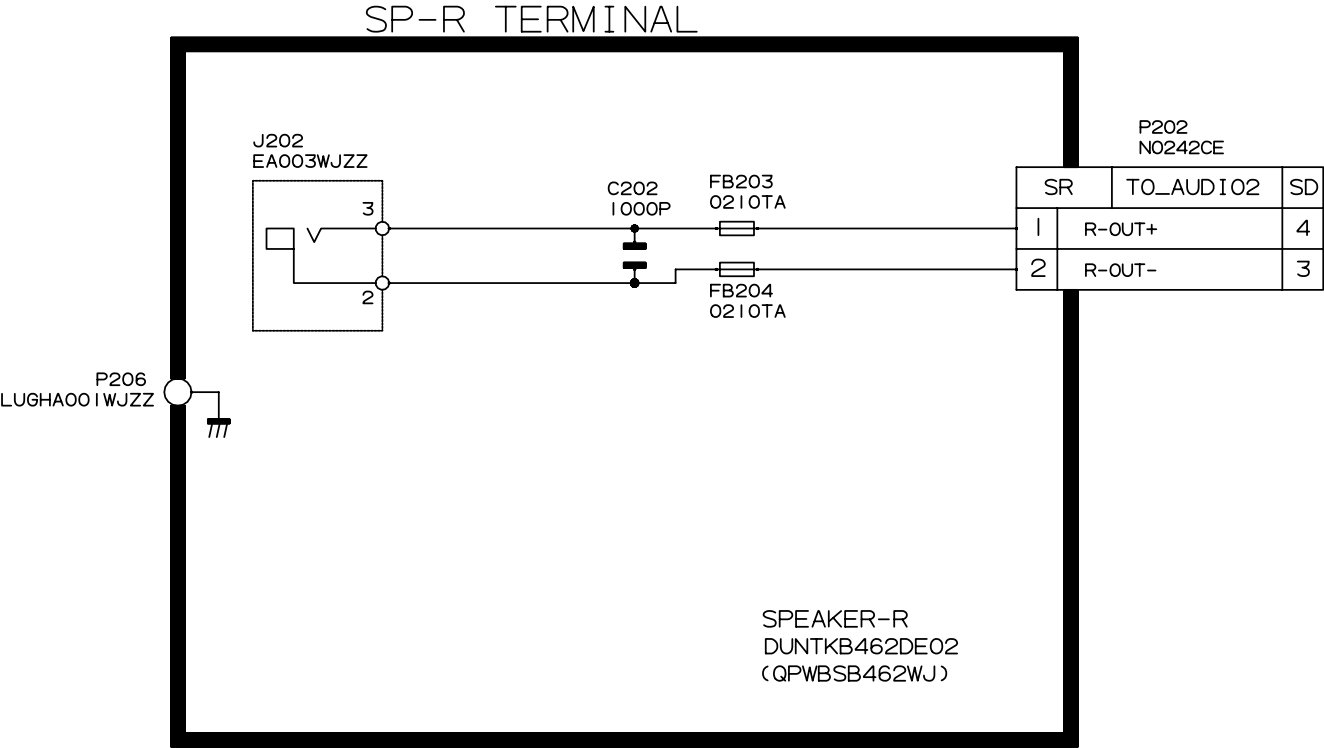 SP-R TERMINAL
J202
EA003WJZZ
3
2
C202
1000P
FB203
0210TA
FB204
0210TA
P202
N0242CE
SR TO_AUDIO2 SD
1 R-OUT+ 4
2 R-OUT- 3
P206
LUGHA001WJZZ
SPEAKER-R
DUNTKB462DE02
(QPWBSB462WJ)